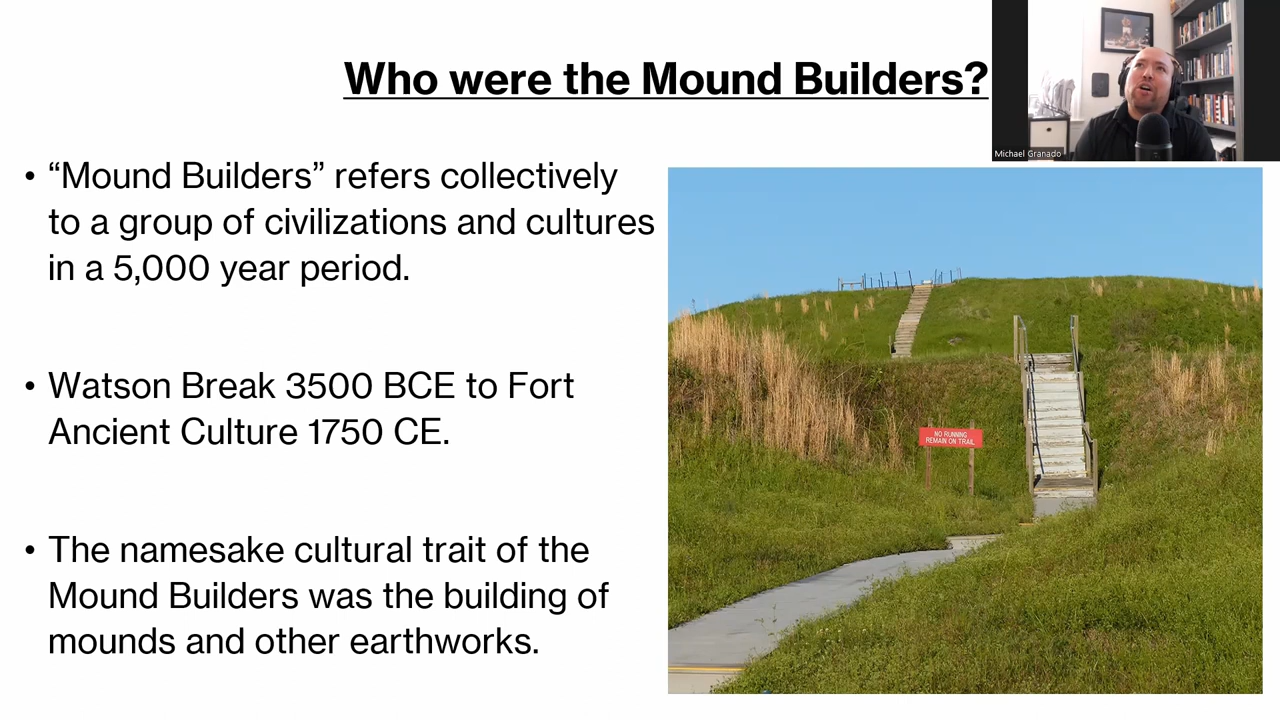 Who were the Mound Builders?
Michael Granado
• “Mound Builders” refers collectively
to a group of civilizations and cultures
in a 5,000 year period.
• Watson Break 3500 BCE to Fort
Ancient Culture 1750 CE.
• The namesake cultural trait of the
Mound Builders was the building of
mounds and other earthworks.
NO RUNNING
REMAIN ON TRAIL